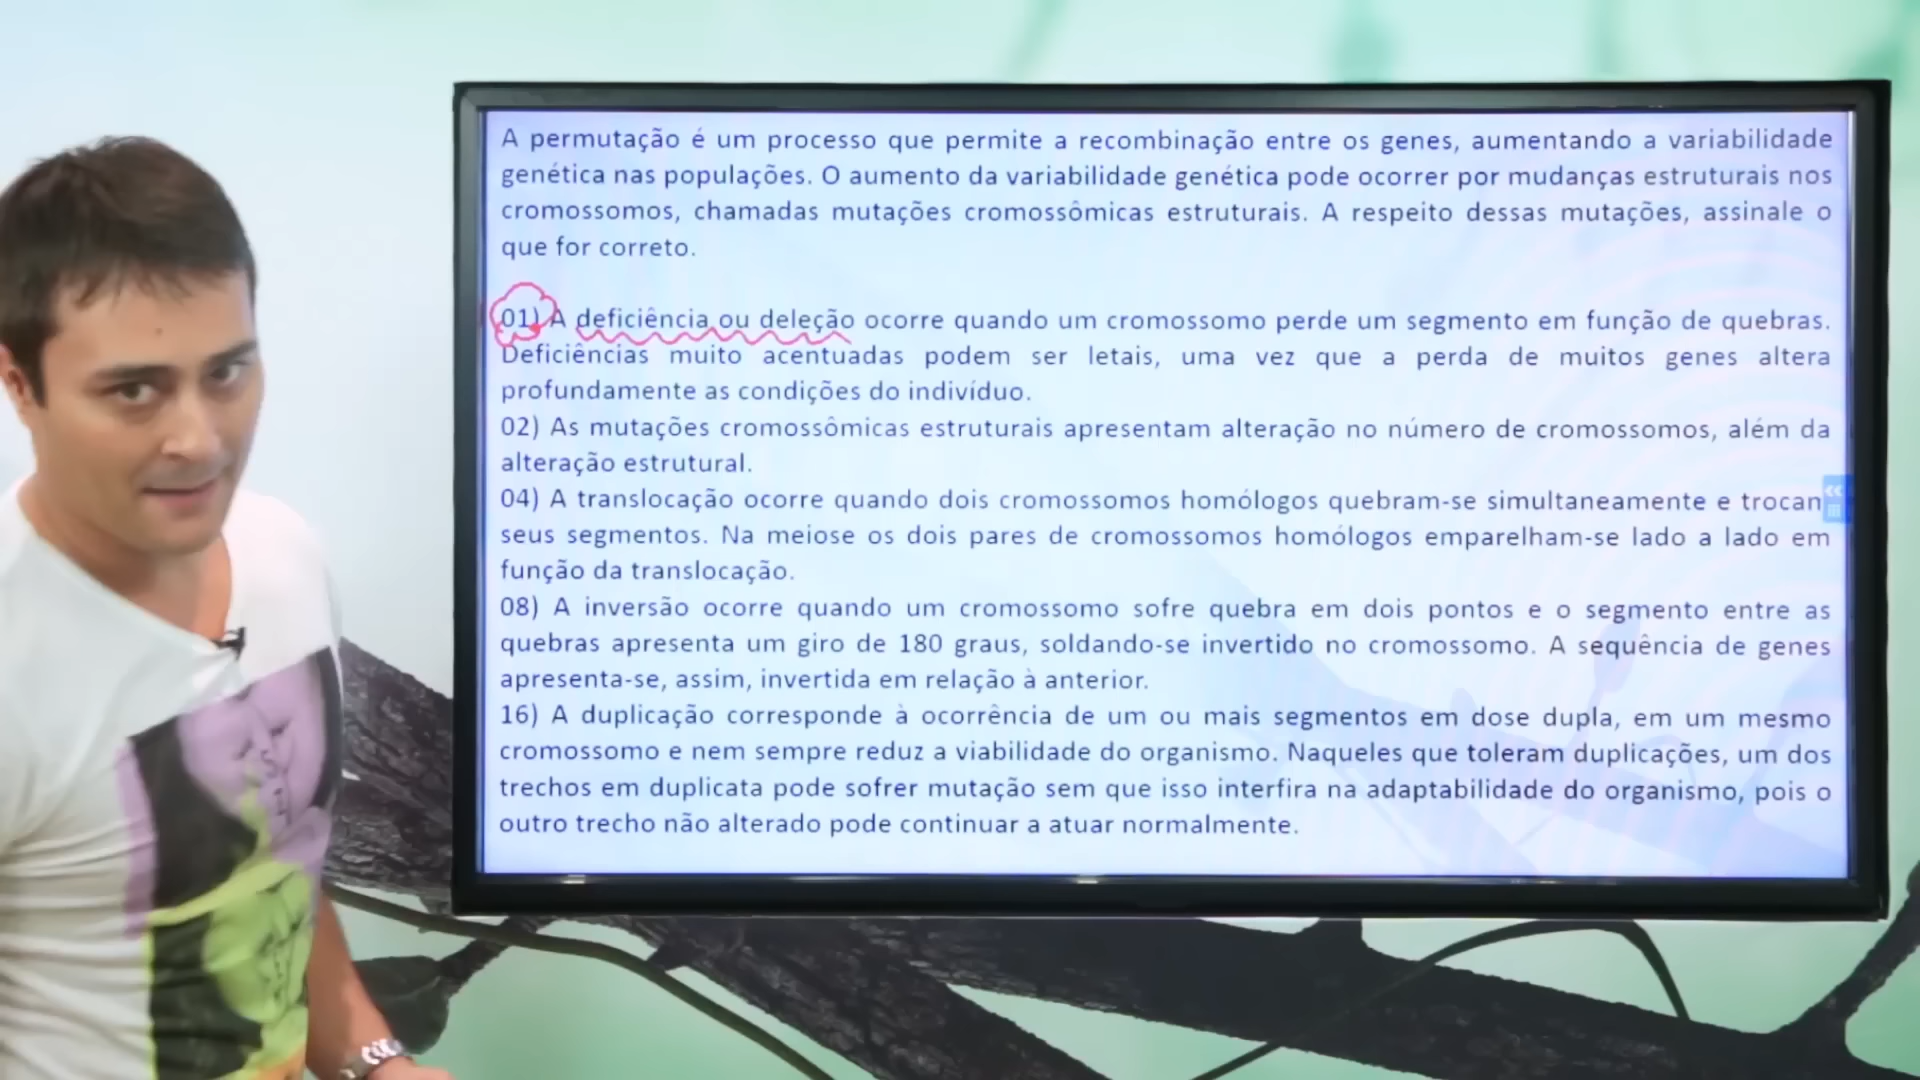 A permutação é um processo que permite a recombinação entre os genes, aumentando a variabilidade
genética nas populações. O aumento da variabilidade genética pode ocorrer por mudanças estruturais nos
cromossomos, chamadas mutações cromossômicas estruturais. A respeito dessas mutações, assinale o
que for correto.
01) A deficiência ou deleção ocorre quando um cromossomo perde um segmento em função de quebras.
Deficiências muito acentuadas podem ser letais, uma vez que a perda de muitos genes altera
profundamente as condições do indivíduo.
02) As mutações cromossômicas estruturais apresentam alteração no número de cromossomos, além da
alteração estrutural.
04) A translocação ocorre quando dois cromossomos homólogos quebram-se simultaneamente e trocam
seus segmentos. Na meiose os dois pares de cromossomos homólogos emparelham-se lado a lado em
função da translocação.
08) A inversão ocorre quando um cromossomo sofre quebra em dois pontos e o segmento entre as
quebras apresenta um giro de 180 graus, soldando-se invertido no cromossomo. A sequência de genes
apresenta-se, assim, invertida em relação à anterior.
16) A duplicação corresponde à ocorrência de um ou mais segmentos em dose dupla, em um mesmo
cromossomo e nem sempre reduz a viabilidade do organismo. Naqueles que toleram duplicações, um dos
trechos em duplicata pode sofrer mutação sem que isso interfira na adaptabilidade do organismo, pois o
outro trecho não alterado pode continuar a atuar normalmente.